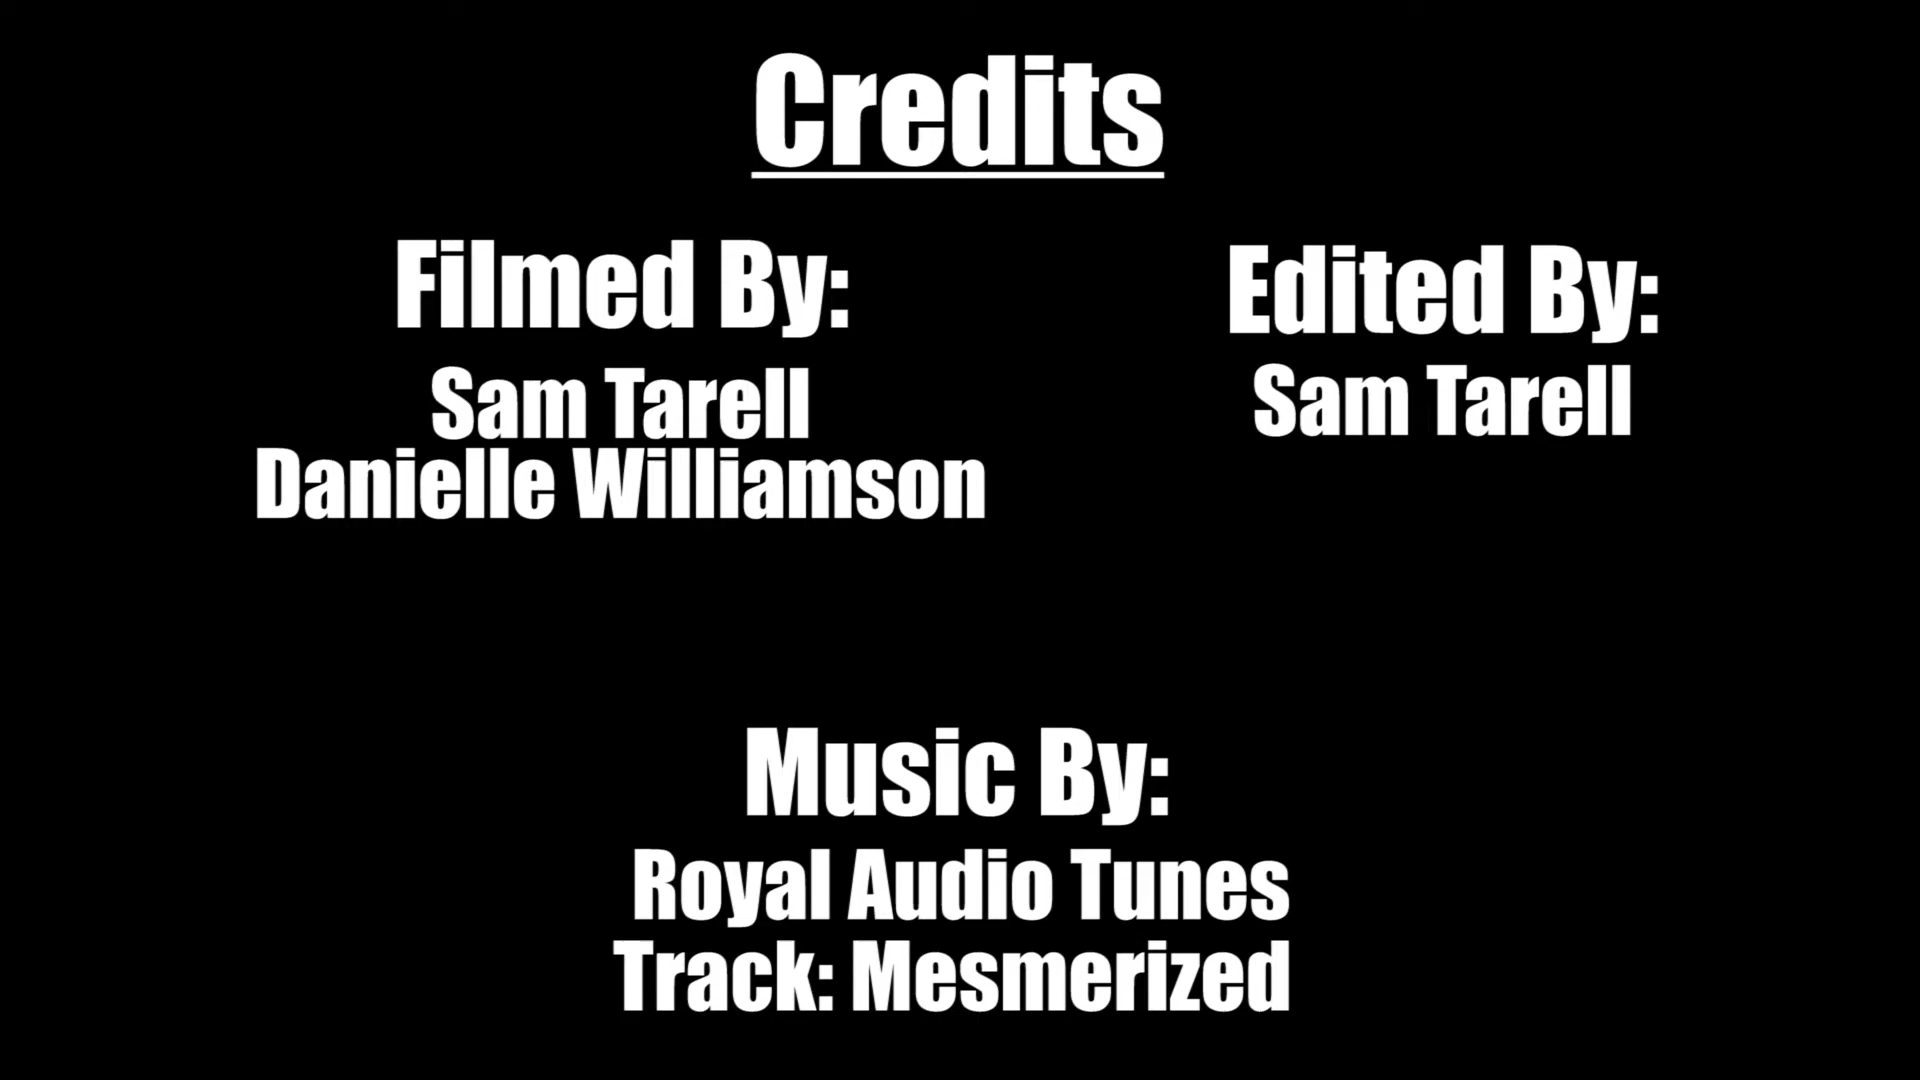 Credits
Filmed By:
Sam Tarell
Danielle Williamson
Edited By:
Sam Tarell
Music By:
Royal Audio Tunes
Track: Mesmerized